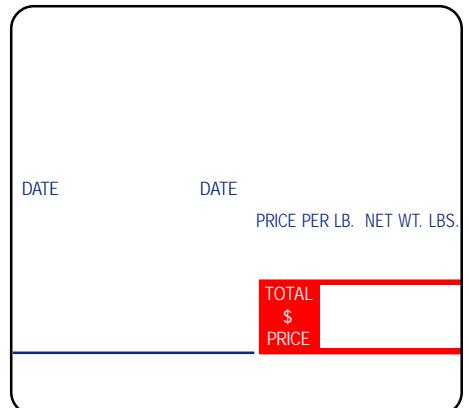 DATE DATE
PRICE PER LB. NET WT. LBS.
TOTAL
$
PRICE